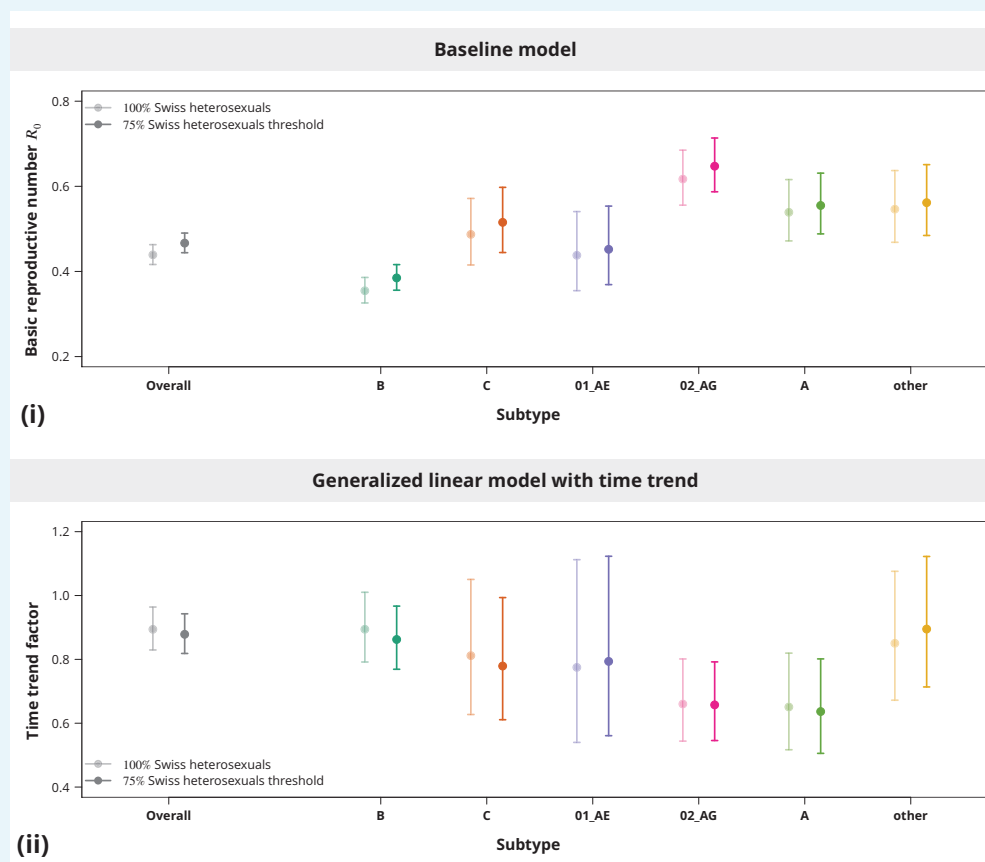 Baseline model
0.8
0.6
0.4
0.2
Basic reproductive number R₀
100% Swiss heterosexuals
75% Swiss heterosexuals threshold
Overall B C 01_AE 02_AG A other
Subtype
(i)
Generalized linear model with time trend
1.2
1.0
0.8
0.6
0.4
Time trend factor
100% Swiss heterosexuals
75% Swiss heterosexuals threshold
Overall B C 01_AE 02_AG A other
Subtype
(ii)